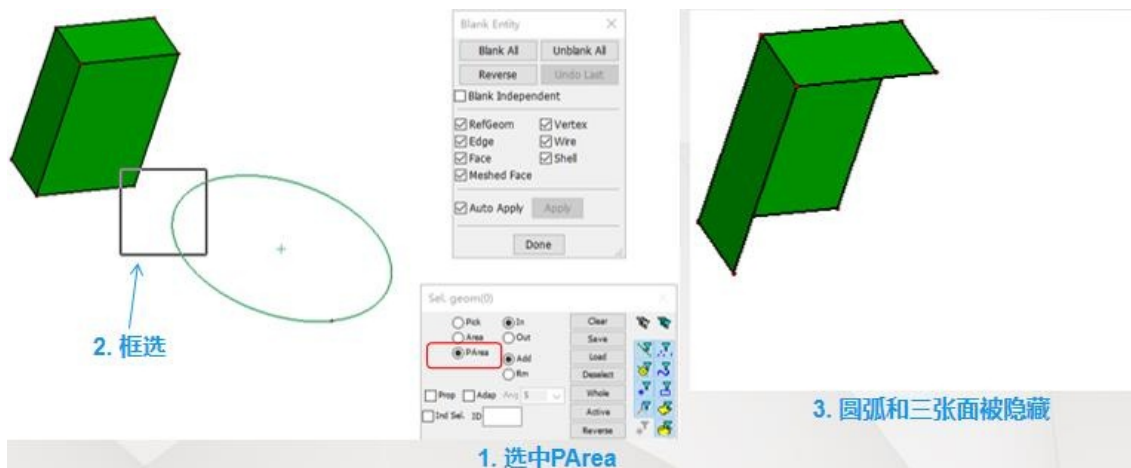 Blank Entity
Blank All Unblank All
Reverse Undo Last
Blank Independent
RefGeom Vertex
Edge Wire
Face Shell
Meshed Face
Auto Apply Apply
Done
2. 框选
Sel. geom(0)
Pick In Clear
Area Out Save
PArea Add Load
Rm Deselect
Prop Adap Ang 5 Whole
Ind Sel. ID Active
Reverse
1. 选中PArea
3. 圆弧和三张面被隐藏